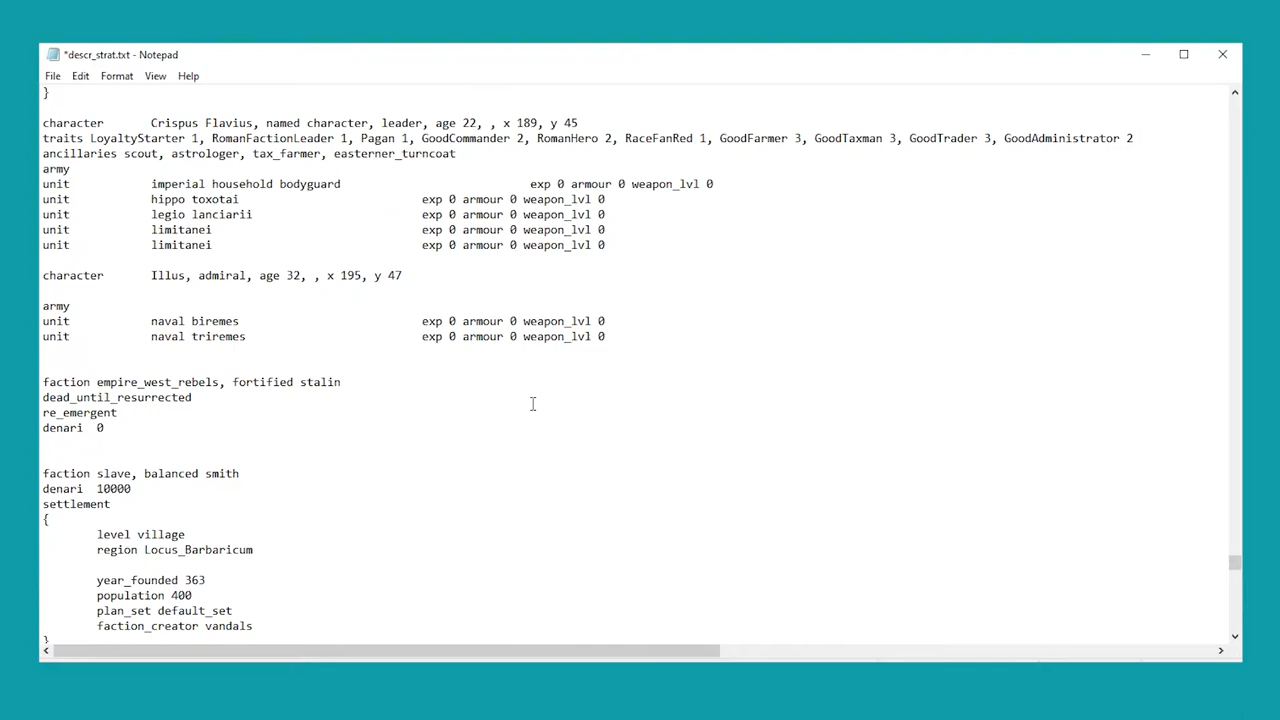 *descr_strat.txt - Notepad
File Edit Format View Help
}
character Crispus Flavius, named character, leader, age 22, , x 189, y 45
traits LoyaltyStarter 1, RomanFactionLeader 1, Pagan 1, GoodCommander 2, RomanHero 2, RaceFanRed 1, GoodFarmer 3, GoodTaxman 3, GoodTrader 3, GoodAdministrator 2
ancillaries scout, astrologer, tax_farmer, easterner_turncoat
army
unit imperial household bodyguard exp 0 armour 0 weapon_lvl 0
unit hippo toxotai exp 0 armour 0 weapon_lvl 0
unit legio lanciarii exp 0 armour 0 weapon_lvl 0
unit limitanei exp 0 armour 0 weapon_lvl 0
unit limitanei exp 0 armour 0 weapon_lvl 0
character Illus, admiral, age 32, , x 195, y 47
army
unit naval biremes exp 0 armour 0 weapon_lvl 0
unit naval triremes exp 0 armour 0 weapon_lvl 0
faction empire_west_rebels, fortified stalin
dead_until_resurrected
re_emergent
denari 0
faction slave, balanced smith
denari 10000
settlement
{
level village
region Locus_Barbaricum
year_founded 363
population 400
plan_set default_set
faction_creator vandals
}